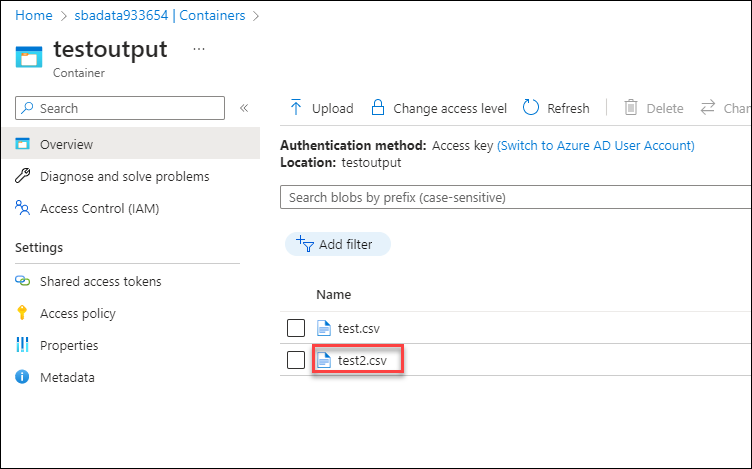 Home > sbadata933654 | Containers >
testoutput ...
Container
Search «
Overview
Diagnose and solve problems
Access Control (IAM)
Settings
Shared access tokens
Access policy
Properties
Metadata
Upload Change access level Refresh Delete Chan
Authentication method: Access key (Switch to Azure AD User Account)
Location: testoutput
Search blobs by prefix (case-sensitive)
Add filter
Name
test.csv
test2.csv